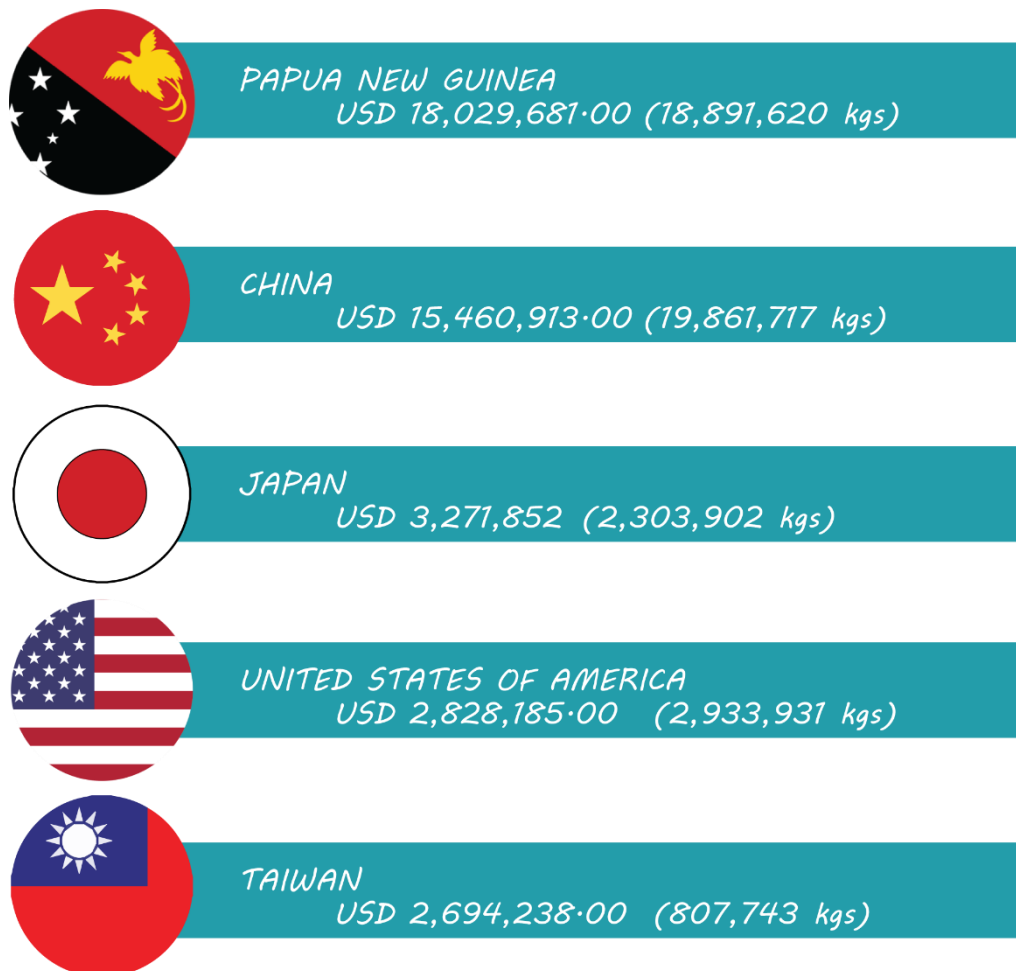 PAPUA NEW GUINEA
USD 18,029,681.00 (18,891,620 kgs)
CHINA
USD 15,460,913.00 (19,861,717 kgs)
JAPAN
USD 3,271,852 (2,303,902 kgs)
UNITED STATES OF AMERICA
USD 2,828,185.00 (2,933,931 kgs)
TAIWAN
USD 2,694,238.00 (807,743 kgs)